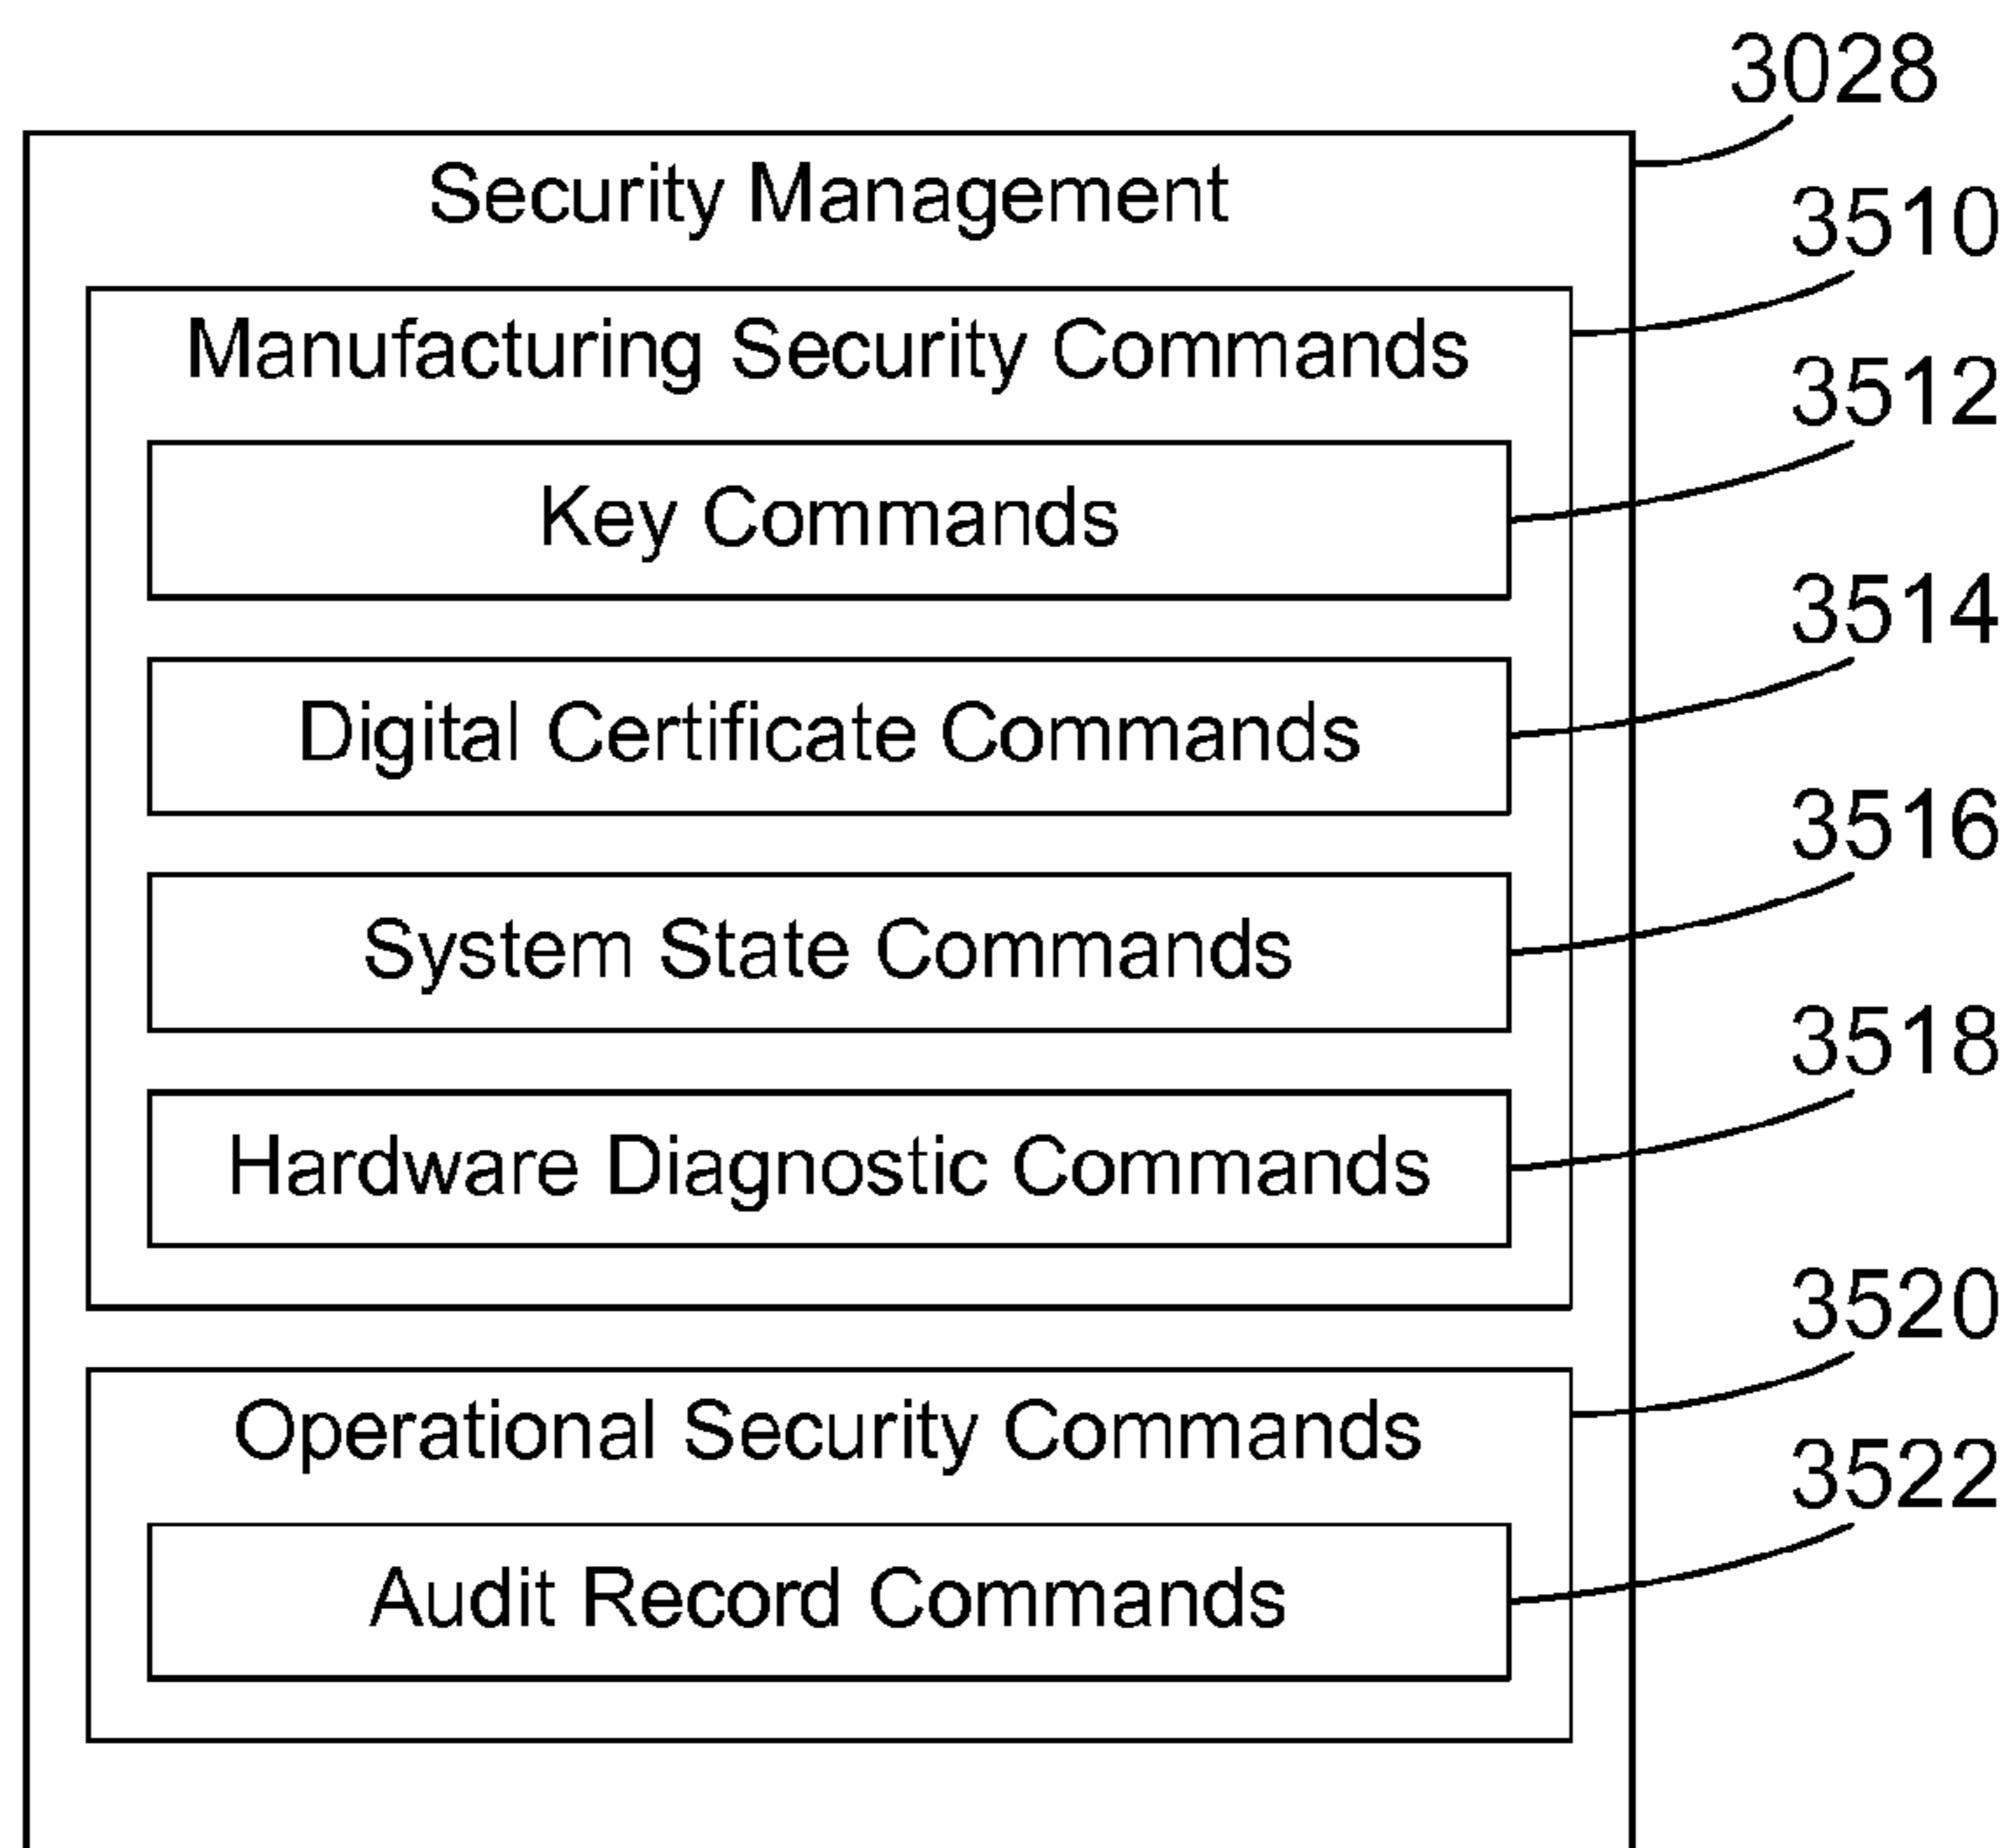 3028
Security Management
3510
Manufacturing Security Commands
3512
Key Commands
3514
Digital Certificate Commands
3516
System State Commands
3518
Hardware Diagnostic Commands
3520
Operational Security Commands
3522
Audit Record Commands